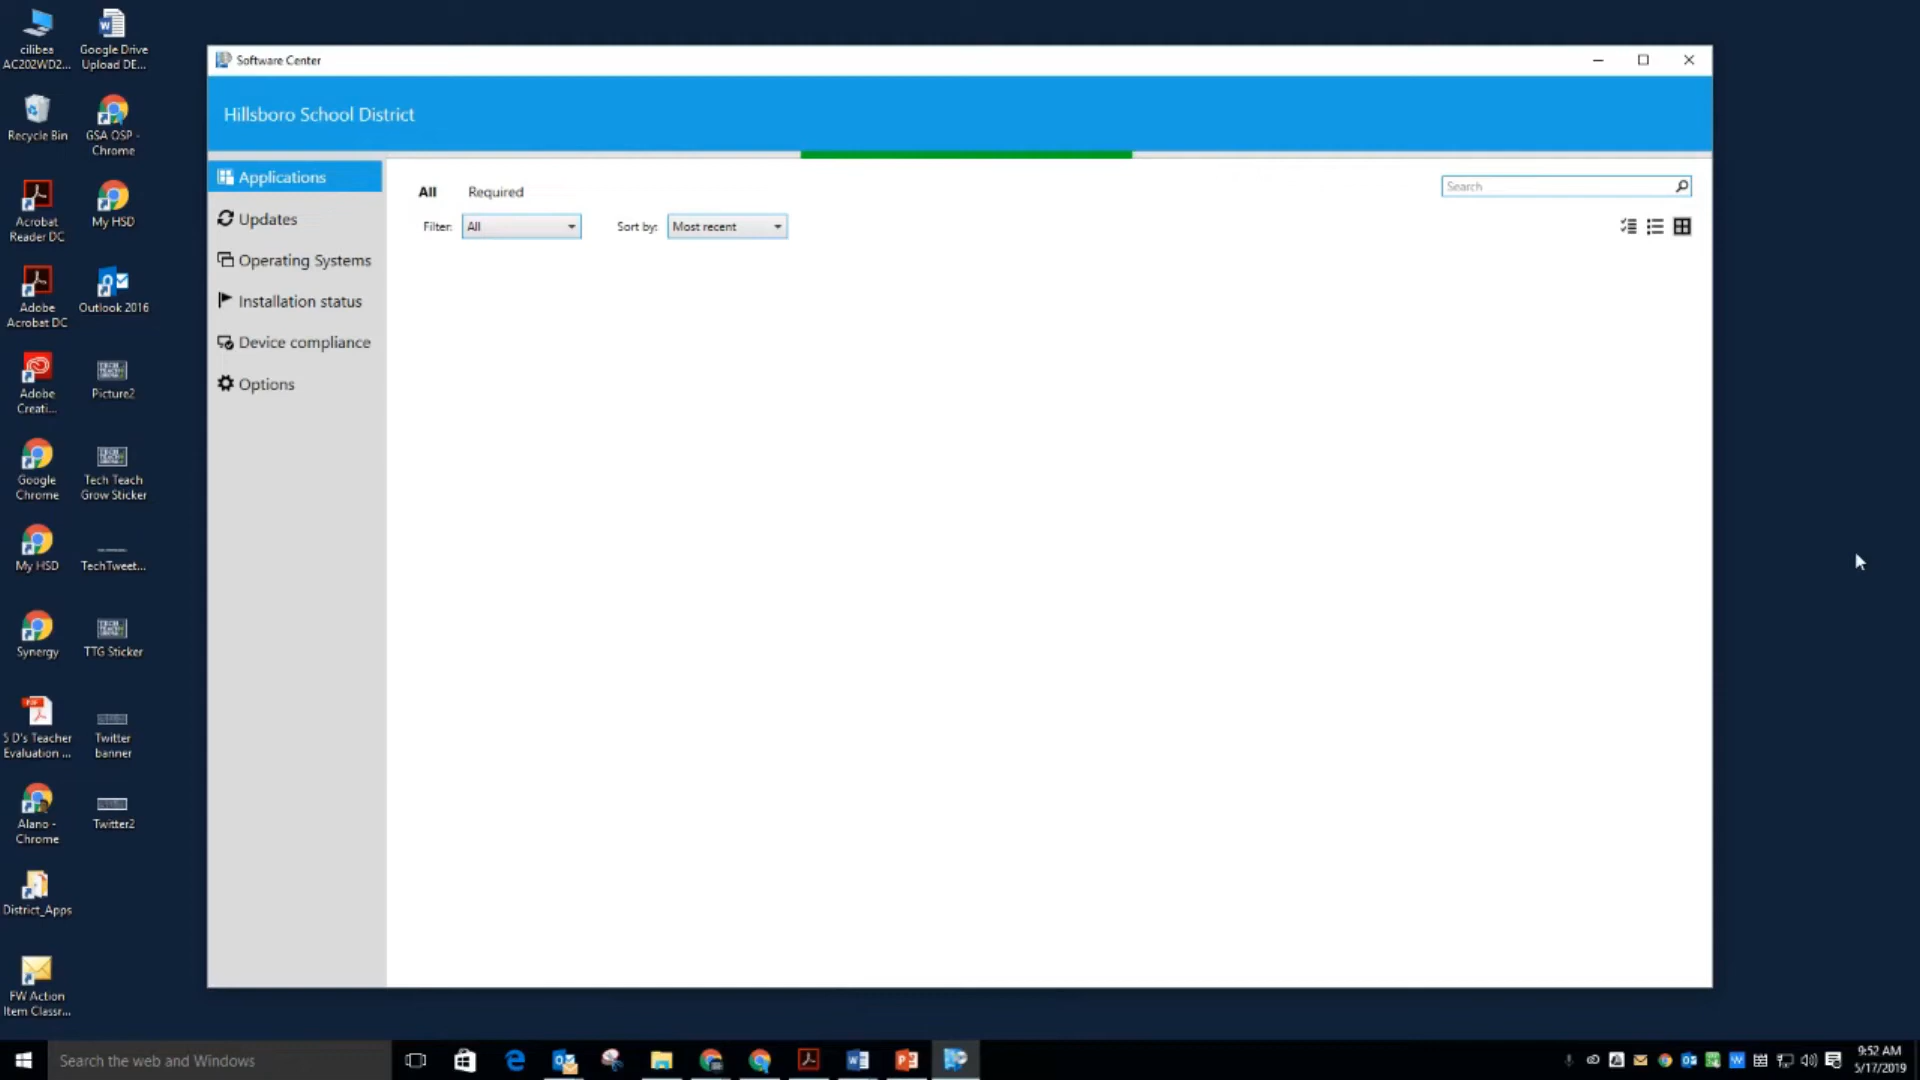 cilibea
AC202WD2...
Google Drive
Upload DE...
Recycle Bin
GSA OSP -
Chrome
Acrobat
Reader DC
My HSD
Adobe
Acrobat DC
Outlook 2016
Adobe
Creati...
Picture2
Google
Chrome
Tech Teach
Grow Sticker
My HSD
TechTweet...
Synergy
TTG Sticker
S D's Teacher
Evaluation ...
Twitter
banner
Alano -
Chrome
Twitter2
District_Apps
FW Action
Item Classr...
Software Center
Hillsboro School District
Applications
Updates
Operating Systems
Installation status
Device compliance
Options
All Required
Search
Filter: All Sort by: Most recent
Search the web and Windows
9:52 AM
5/17/2019